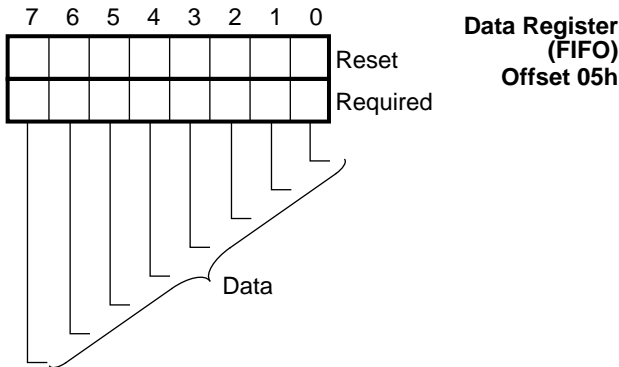 7 6 5 4 3 2 1 0
Data Register
(FIFO)
Offset 05h
Reset
Required
Data